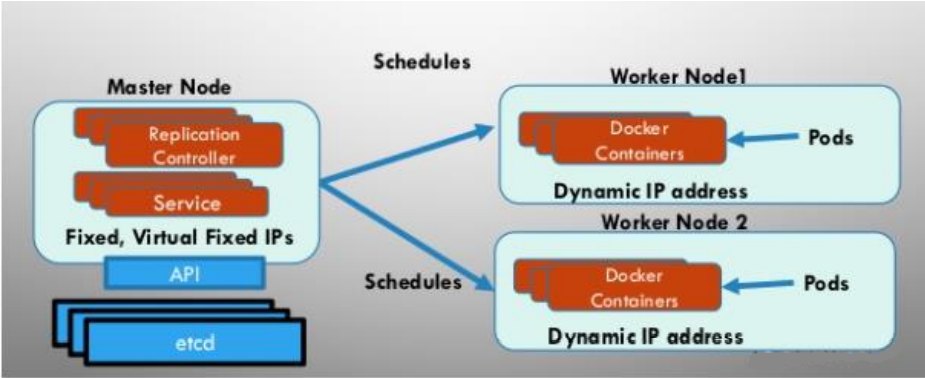 Schedules
Master Node
Worker Node1
Replication
Controller
Docker
Containers
Pods
Service
Dynamic IP address
Fixed, Virtual Fixed IPs
Worker Node 2
API
Schedules
Docker
Containers
Pods
etcd
Dynamic IP address